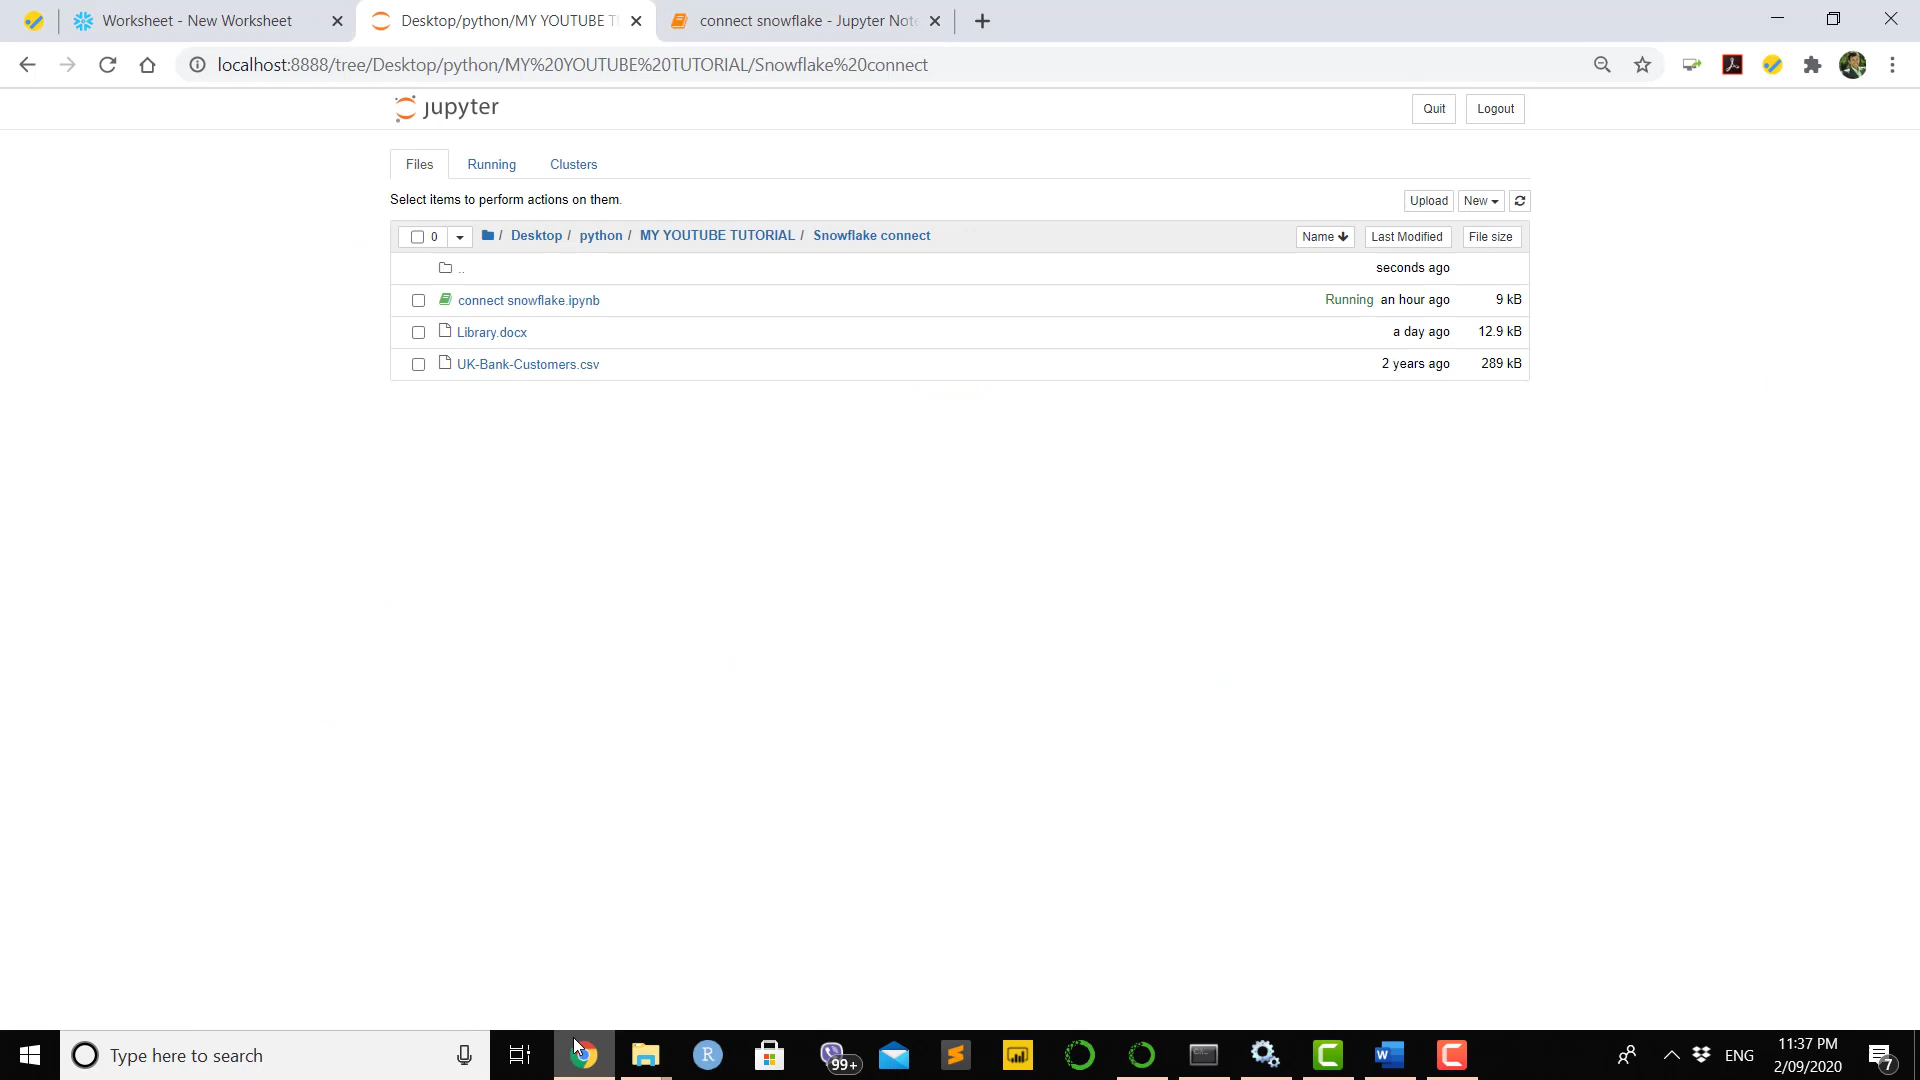 Worksheet - New Worksheet
Desktop/python/MY YOUTUBE T
connect snowflake - Jupyter Note
localhost:8888/tree/Desktop/python/MY%20YOUTUBE%20TUTORIAL/Snowflake%20connect
jupyter
Quit
Logout
Files
Running
Clusters
Select items to perform actions on them.
Upload
New
0
/ Desktop / python / MY YOUTUBE TUTORIAL / Snowflake connect
Name
Last Modified
File size
..
seconds ago
connect snowflake.ipynb
Running an hour ago
9 kB
Library.docx
a day ago
12.9 kB
UK-Bank-Customers.csv
2 years ago
289 kB
Type here to search
R
99+
ENG
11:37 PM
2/09/2020
7